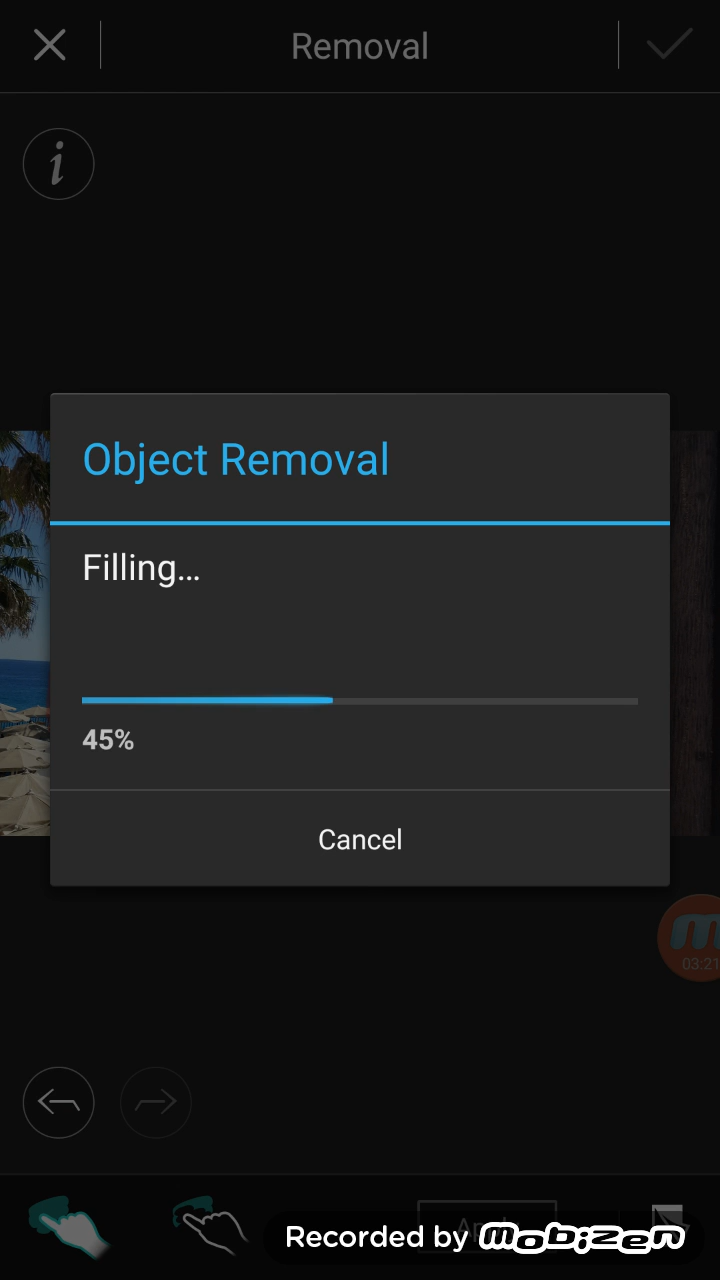 Removal
i
Object Removal
Filling...
45%
Cancel
m
03:21
Recorded by mobizen